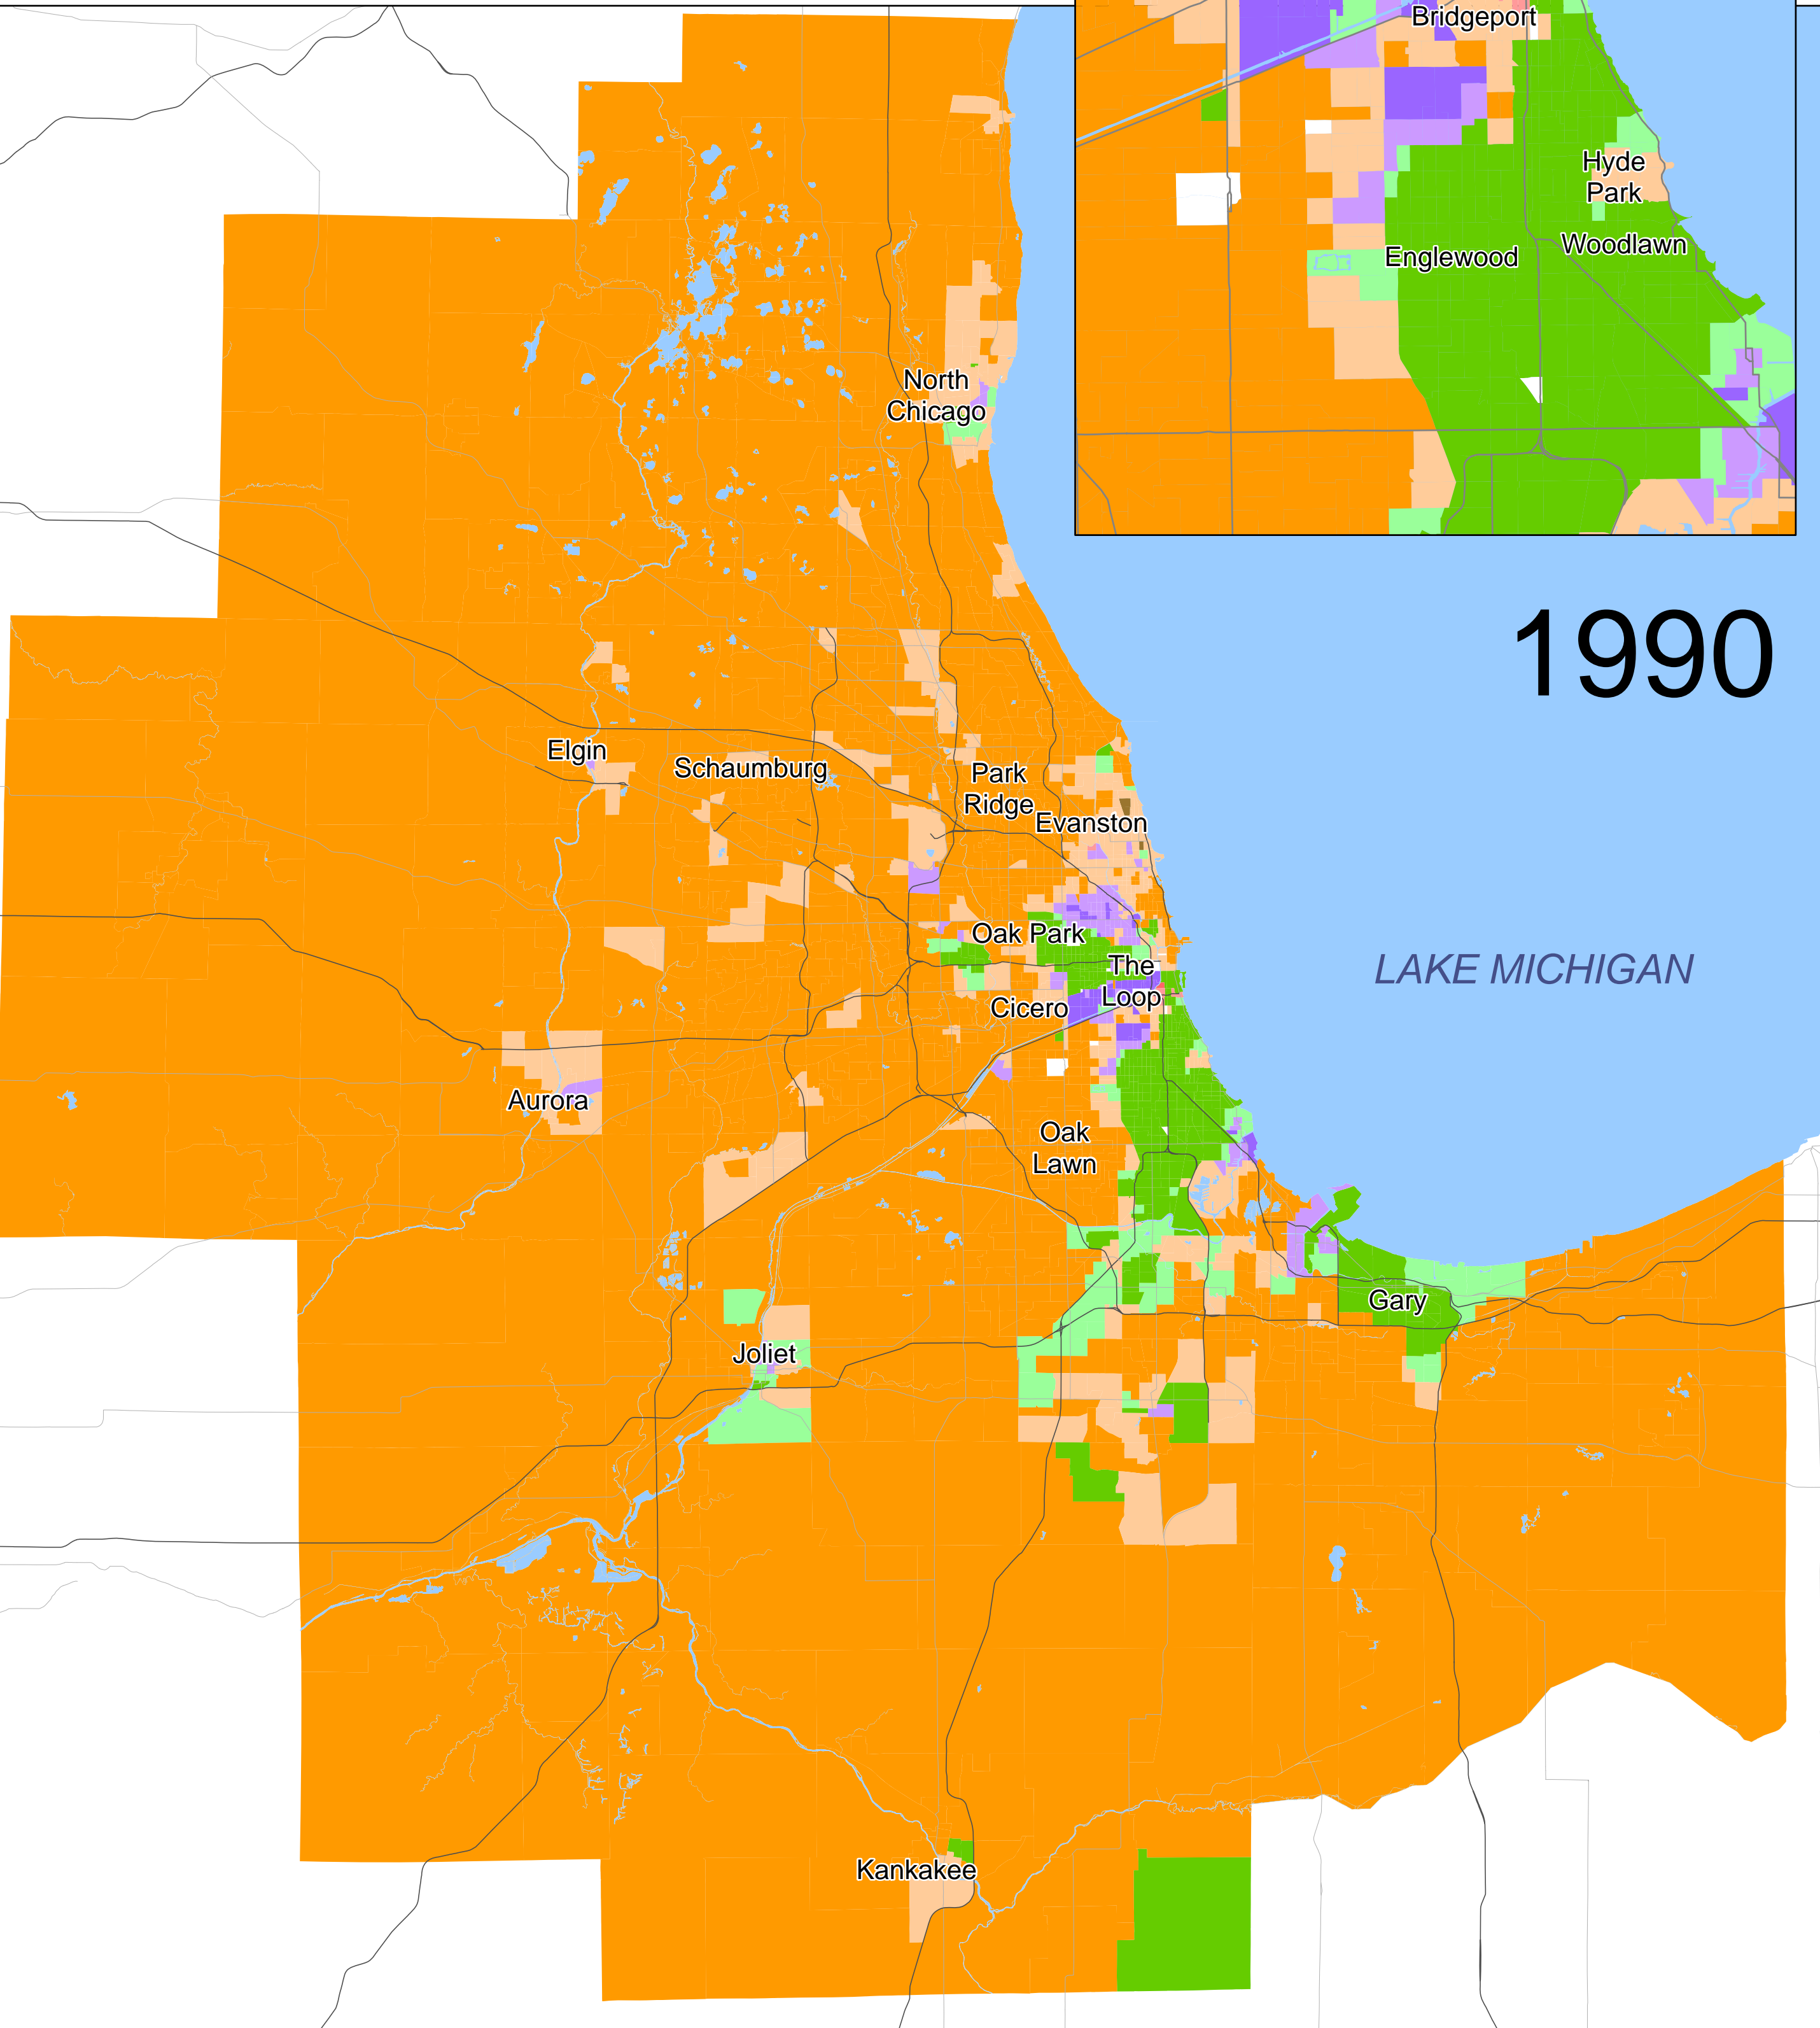 Bridgeport
Hyde
Park
Englewood
Woodlawn
North
Chicago
1990
Elgin
Schaumburg
Park
Ridge
Evanston
Oak Park
The
Loop
LAKE MICHIGAN
Cicero
Aurora
Oak
Lawn
Gary
Joliet
Kankakee